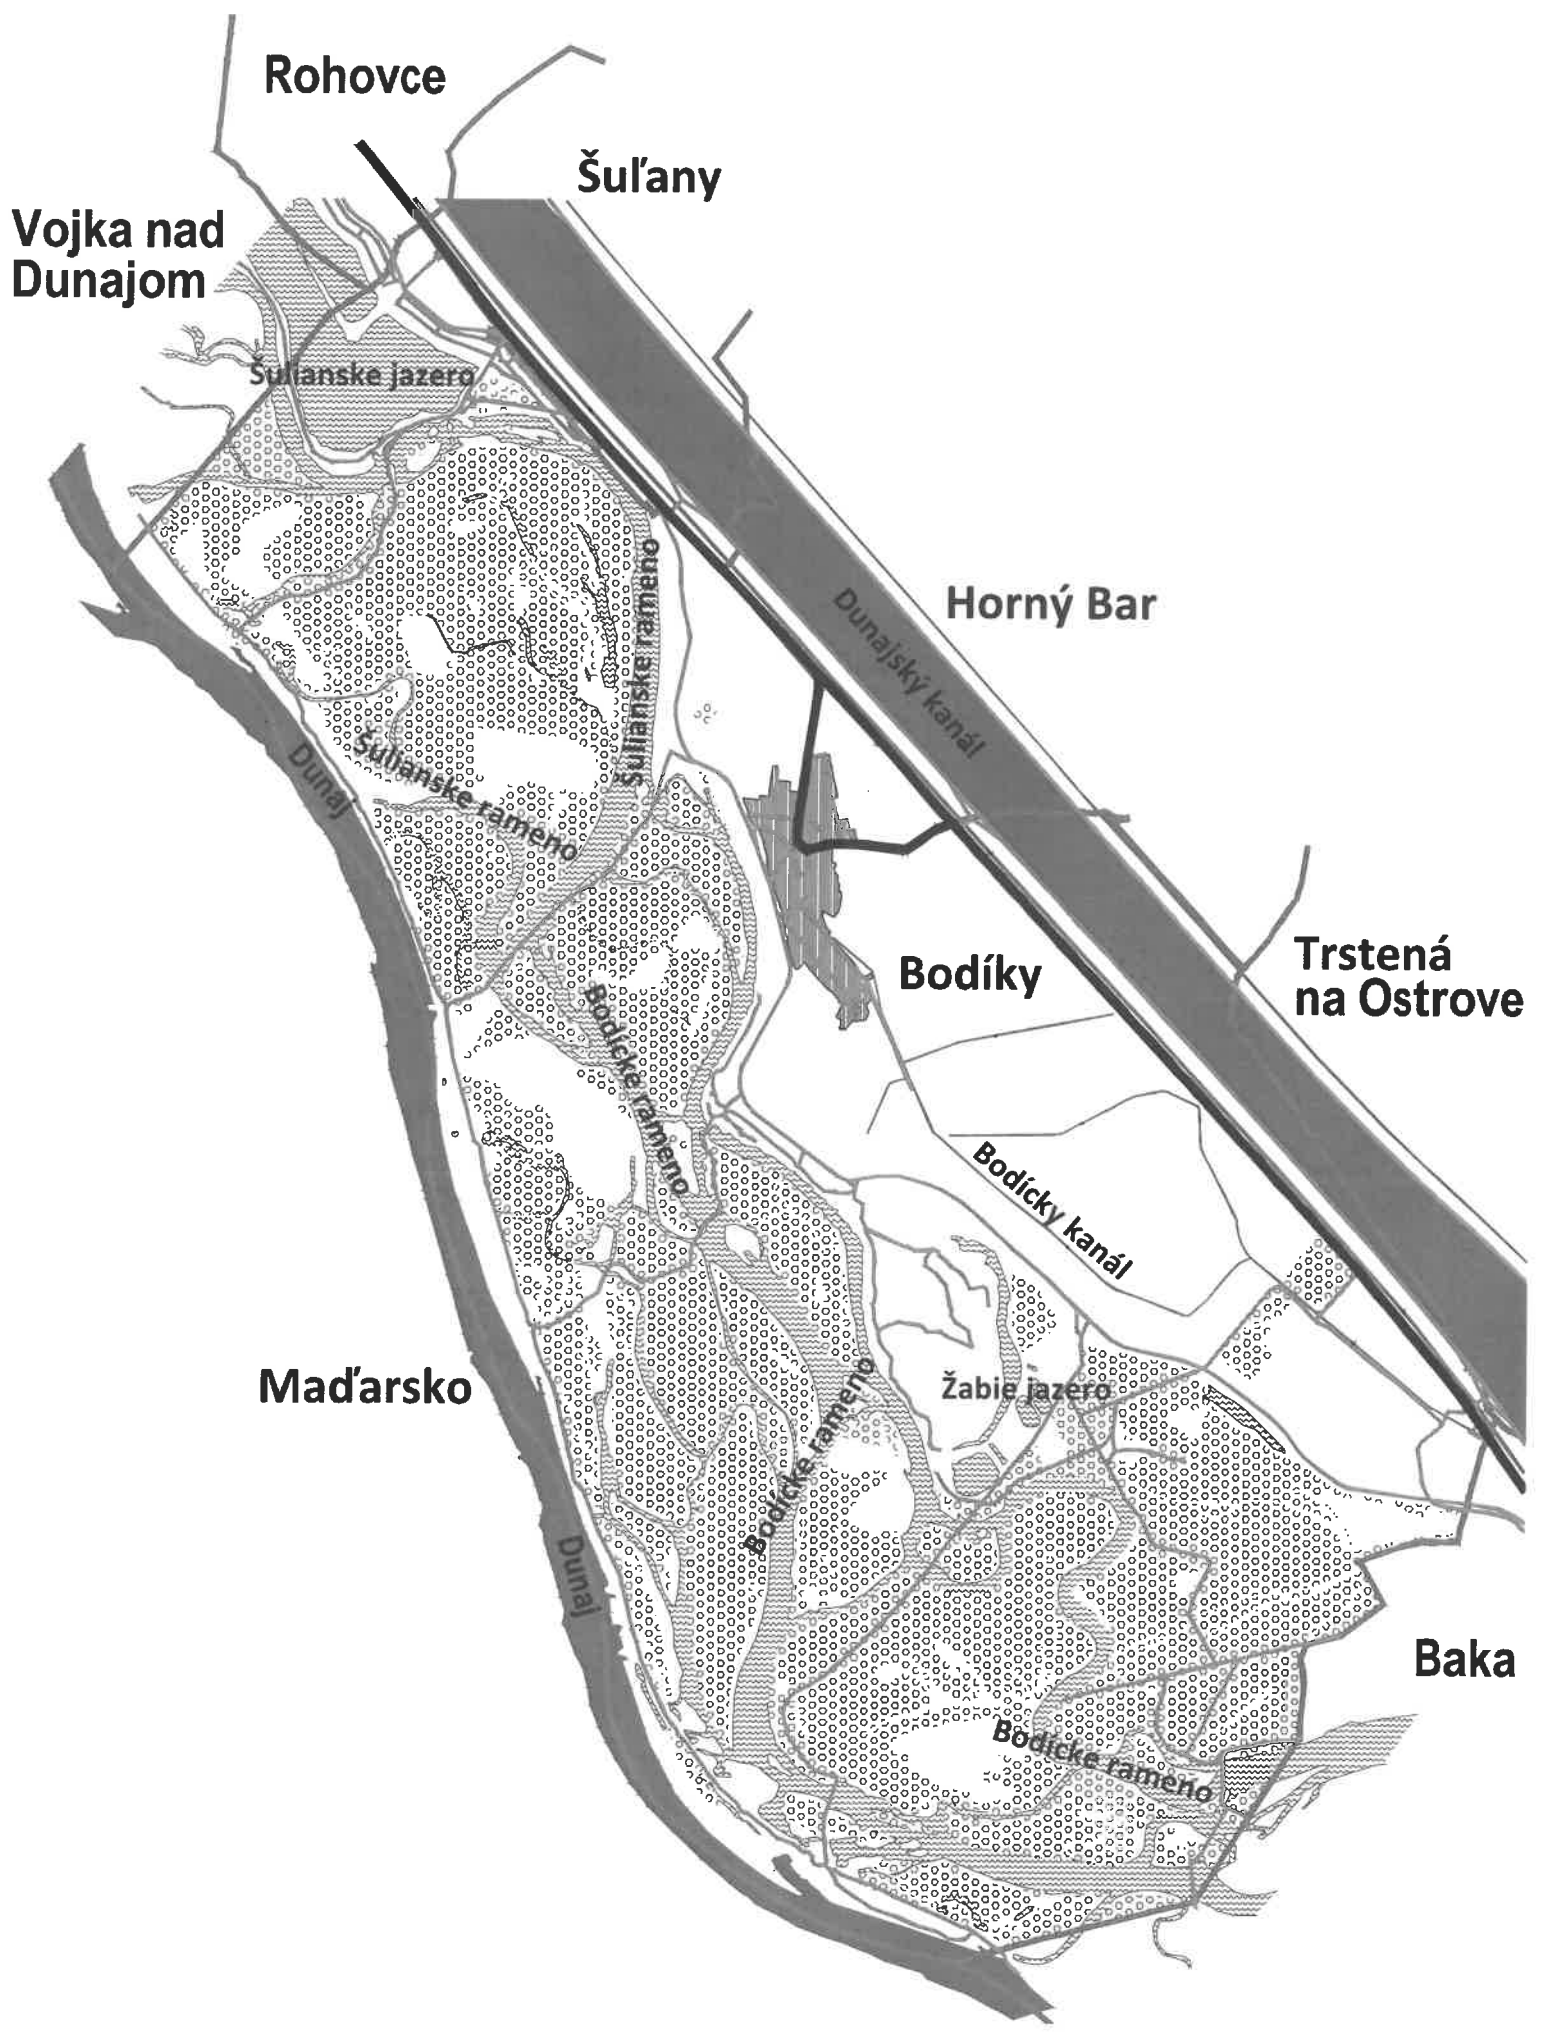 Rohovce
Šuľany
Vojka nad
Dunajom
Šulianske jazero
Šulianske rameno
Dunajský kanál
Horný Bar
Dunaj
Šulianske rameno
Bodíky
Trstená
na Ostrove
Bodícke rameno
Bodícky kanál
Maďarsko
Žabie jazero
Bodícke rameno
Dunaj
Baka
Bodícke rameno